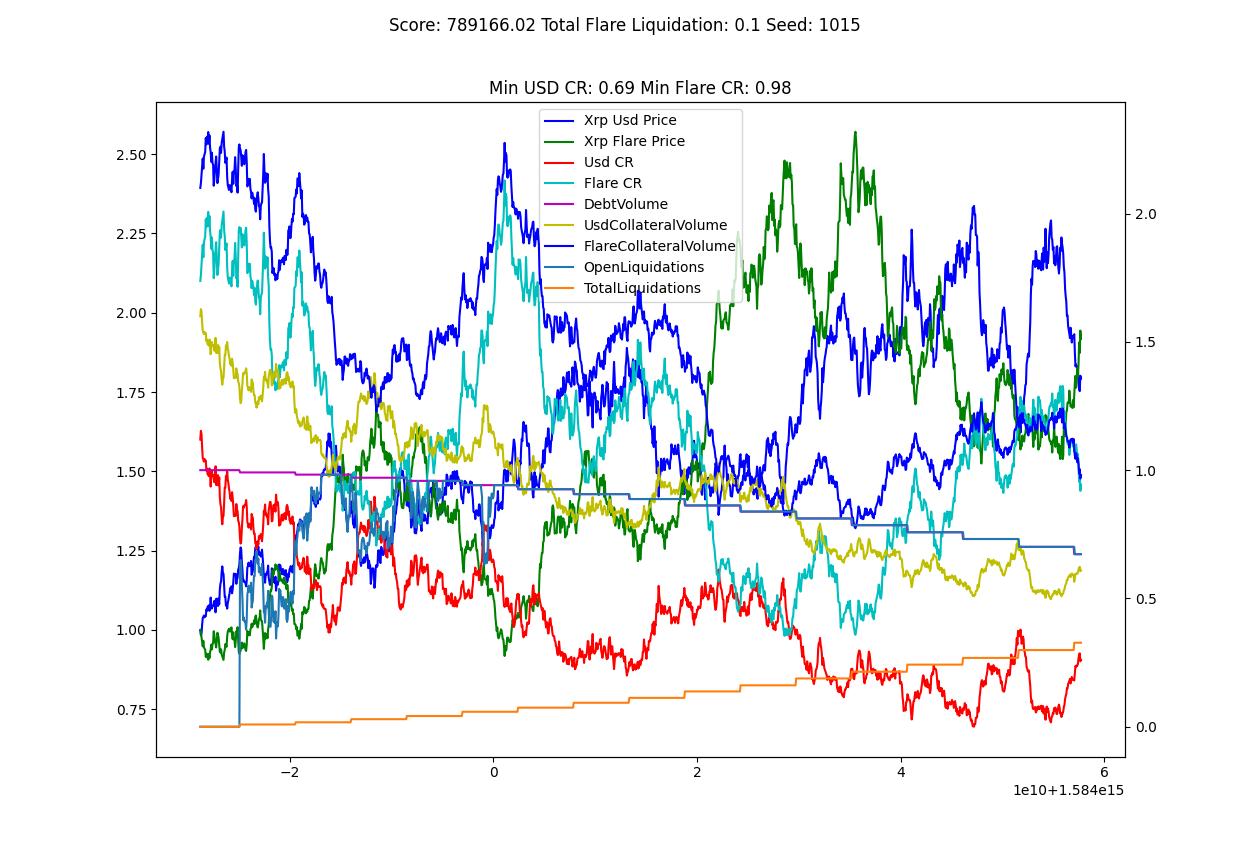 Score: 789166.02 Total Flare Liquidation: 0.1 Seed: 1015
Min USD CR: 0.69 Min Flare CR: 0.98
Xrp Usd Price
Xrp Flare Price
Usd CR
Flare CR
DebtVolume
UsdCollateralVolume
FlareCollateralVolume
OpenLiquidations
TotalLiquidations
2.50
2.25
2.00
1.75
1.50
1.25
1.00
0.75
2.0
1.5
1.0
0.5
0.0
−2 0 2 4 6
1e10+1.584e15